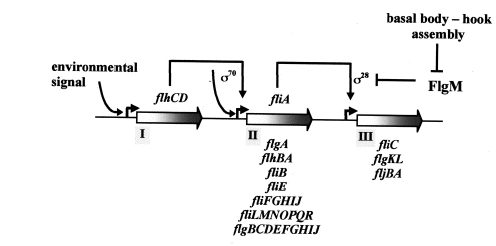 basal body – hook
assembly
environmental
signal
σ70
σ28
FlgM
flhCD
fliA
I
II
III
flgA
flhBA
fliB
fliE
fliFGHIJ
fliLMNOPQR
flgBCDEFGHIJ
fliC
flgKL
fljBA